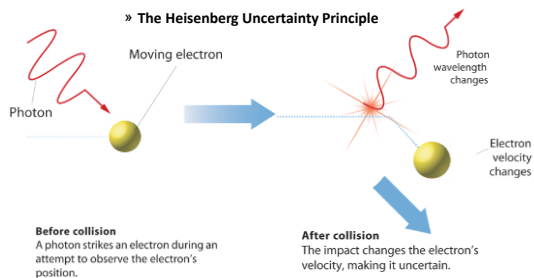 » The Heisenberg Uncertainty Principle
Moving electron
Photon
Photon
wavelength
changes
Electron
velocity
changes
Before collision
A photon strikes an electron during an
attempt to observe the electron's
position.
After collision
The impact changes the electron's
velocity, making it uncertain.